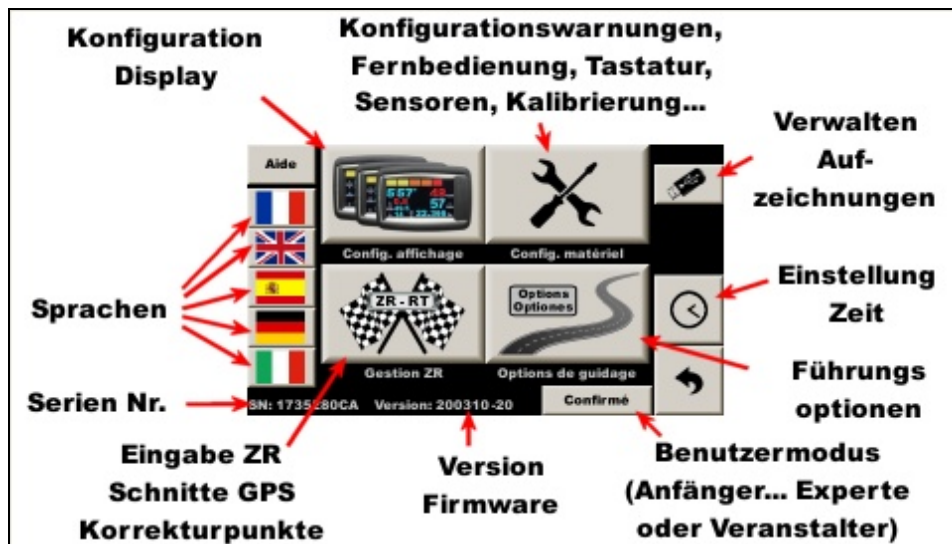 Konfiguration
Display
Konfigurationswarnungen,
Fernbedienung, Tastatur,
Sensoren, Kalibrierung...
Verwalten
Auf-
zeichnungen
Aide
Config. affichage
Config. matériel
Sprachen
Einstellung
Zeit
ZR - RT
Options
Optiones
Gestion ZR
Options de guidage
Führungs
optionen
Serien Nr.
SN: 1735280CA
Version: 200310-20
Confirmé
Eingabe ZR
Schnitte GPS
Korrekturpunkte
Version
Firmware
Benutzermodus
(Anfänger... Experte
oder Veranstalter)